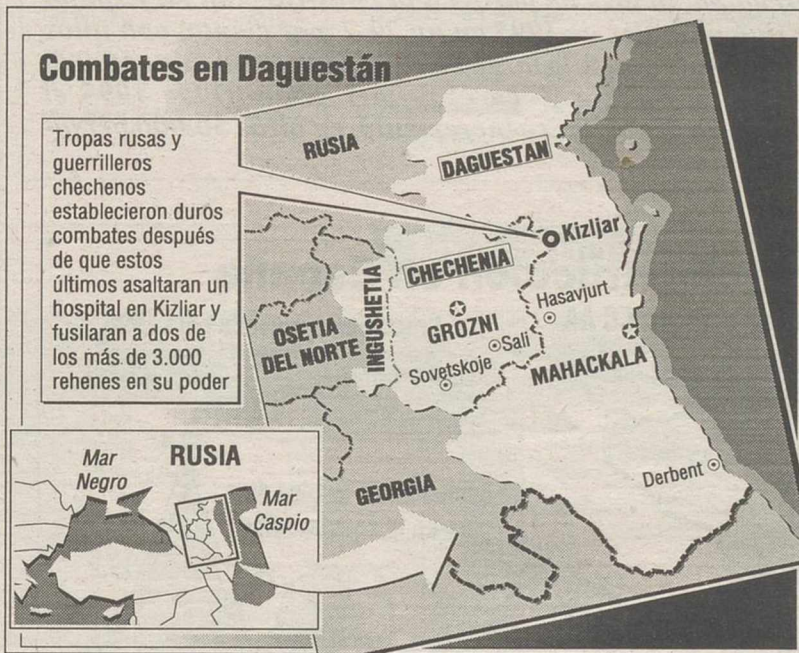 Combates en Daguestán
Tropas rusas y
guerrilleros
chechenos
establecieron duros
combates después
de que estos
últimos asaltaran un
hospital en Kizliar y
fusilaran a dos de
los más de 3.000
rehenes en su poder
RUSIA
DAGUESTAN
Kizljar
CHECHENIA
INGUSHETIA
Hasavjurt
GROZNI
OSETIA
DEL NORTE
Sali
Sovetskoje
MAHACKALA
GEORGIA
Derbent
RUSIA
Mar
Negro
Mar
Caspio